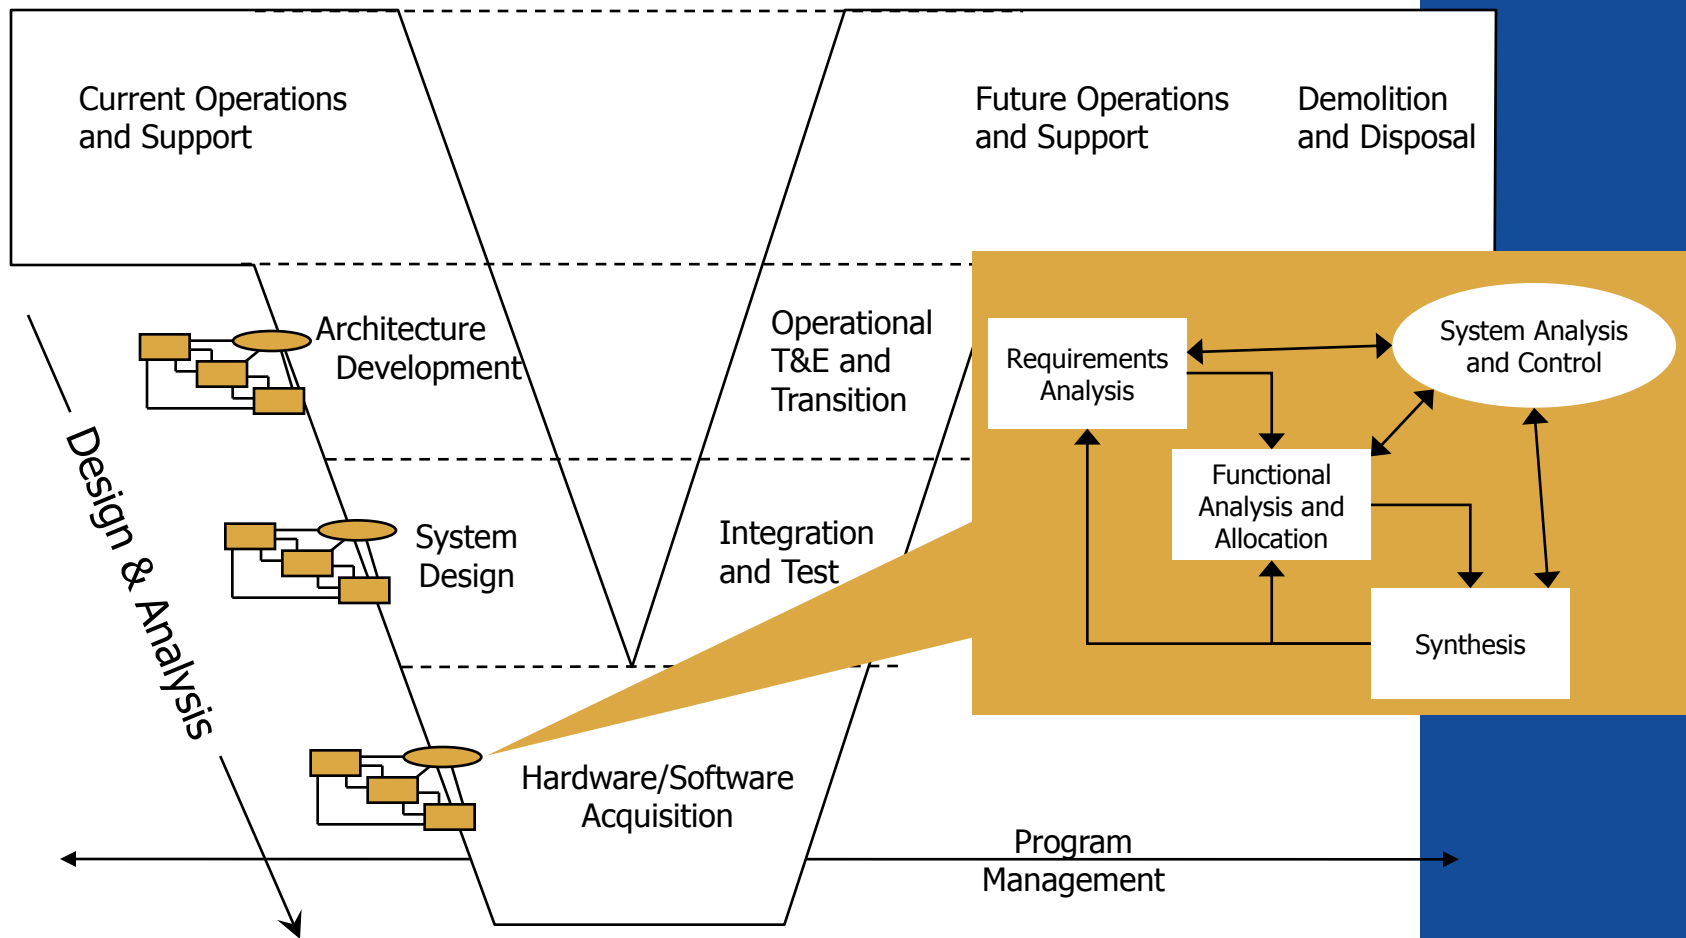 Current Operations
and Support
Future Operations
and Support
Demolition
and Disposal
Architecture
Development
Operational
T&E and
Transition
Requirements
Analysis
System Analysis
and Control
Functional
Analysis and
Allocation
Synthesis
System
Design
Integration
and Test
Design & Analysis
Hardware/Software
Acquisition
Program
Management